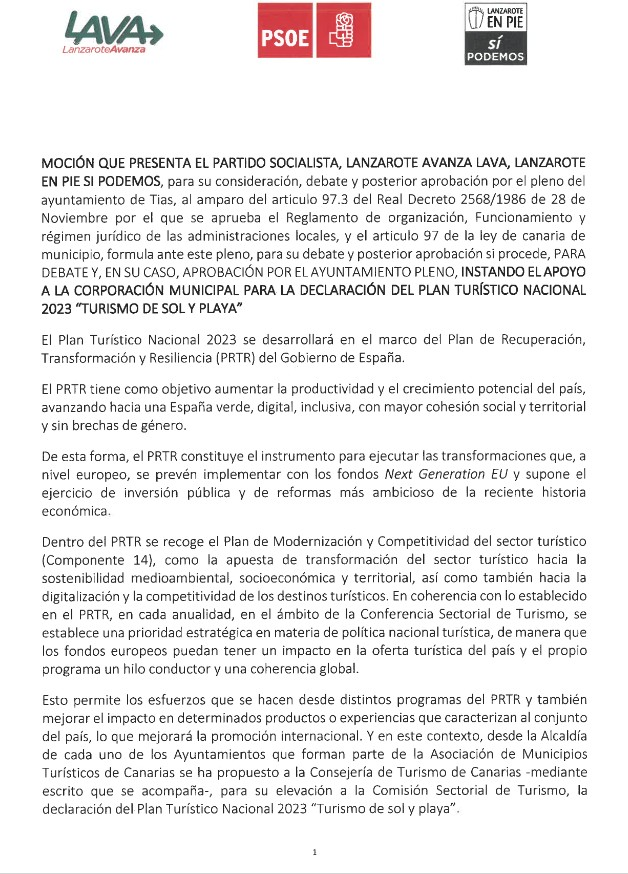 LAVA
LanzaroteAvanza
PSOE
LANZAROTE
EN PIE
sí
PODEMOS
MOCIÓN QUE PRESENTA EL PARTIDO SOCIALISTA, LANZAROTE AVANZA LAVA, LANZAROTE
EN PIE SI PODEMOS, para su consideración, debate y posterior aprobación por el pleno del
ayuntamiento de Tias, al amparo del articulo 97.3 del Real Decreto 2568/1986 de 28 de
Noviembre por el que se aprueba el Reglamento de organización, Funcionamiento y
régimen jurídico de las administraciones locales, y el articulo 97 de la ley de canaria de
municipio, formula ante este pleno, para su debate y posterior aprobación si procede, PARA
DEBATE Y, EN SU CASO, APROBACIÓN POR EL AYUNTAMIENTO PLENO, INSTANDO EL APOYO
A LA CORPORACIÓN MUNICIPAL PARA LA DECLARACIÓN DEL PLAN TURÍSTICO NACIONAL
2023 “TURISMO DE SOL Y PLAYA”
El Plan Turístico Nacional 2023 se desarrollará en el marco del Plan de Recuperación,
Transformación y Resiliencia (PRTR) del Gobierno de España.
El PRTR tiene como objetivo aumentar la productividad y el crecimiento potencial del país,
avanzando hacia una España verde, digital, inclusiva, con mayor cohesión social y territorial
y sin brechas de género.
De esta forma, el PRTR constituye el instrumento para ejecutar las transformaciones que, a
nivel europeo, se prevén implementar con los fondos Next Generation EU y supone el
ejercicio de inversión pública y de reformas más ambicioso de la reciente historia
económica.
Dentro del PRTR se recoge el Plan de Modernización y Competitividad del sector turístico
(Componente 14), como la apuesta de transformación del sector turístico hacia la
sostenibilidad medioambiental, socioeconómica y territorial, así como también hacia la
digitalización y la competitividad de los destinos turísticos. En coherencia con lo establecido
en el PRTR, en cada anualidad, en el ámbito de la Conferencia Sectorial de Turismo, se
establece una prioridad estratégica en materia de política nacional turística, de manera que
los fondos europeos puedan tener un impacto en la oferta turística del país y el propio
programa un hilo conductor y una coherencia global.
Esto permite los esfuerzos que se hacen desde distintos programas del PRTR y también
mejorar el impacto en determinados productos o experiencias que caracterizan al conjunto
del país, lo que mejorará la promoción internacional. Y en este contexto, desde la Alcaldía
de cada uno de los Ayuntamientos que forman parte de la Asociación de Municipios
Turísticos de Canarias se ha propuesto a la Consejería de Turismo de Canarias -mediante
escrito que se acompaña-, para su elevación a la Comisión Sectorial de Turismo, la
declaración del Plan Turístico Nacional 2023 “Turismo de sol y playa”.
1